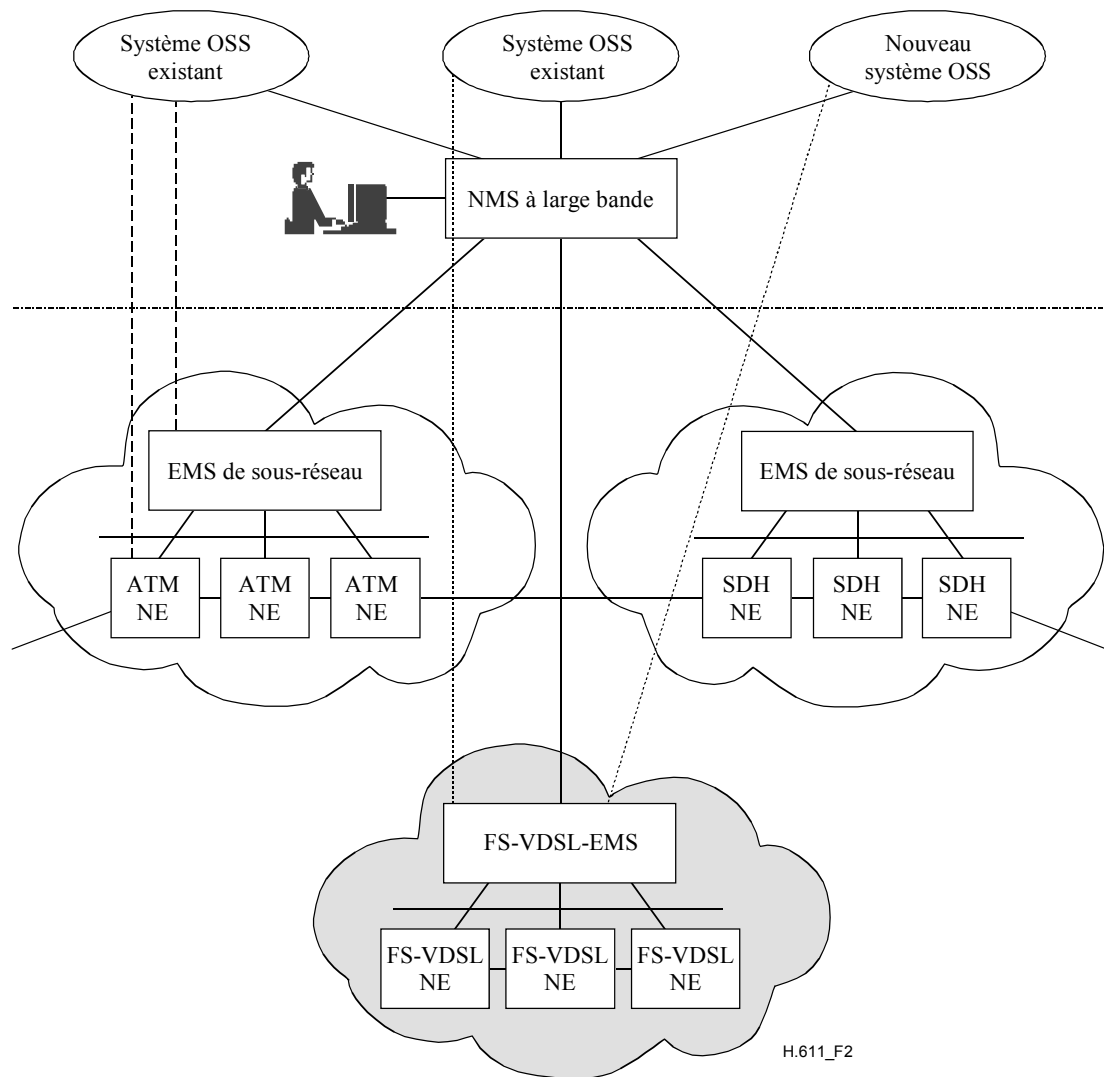 Système OSS
existant
Système OSS
existant
Nouveau
système OSS
NMS à large bande
EMS de sous-réseau
EMS de sous-réseau
ATM
NE
ATM
NE
ATM
NE
SDH
NE
SDH
NE
SDH
NE
FS-VDSL-EMS
FS-VDSL
NE
FS-VDSL
NE
FS-VDSL
NE
H.611_F2